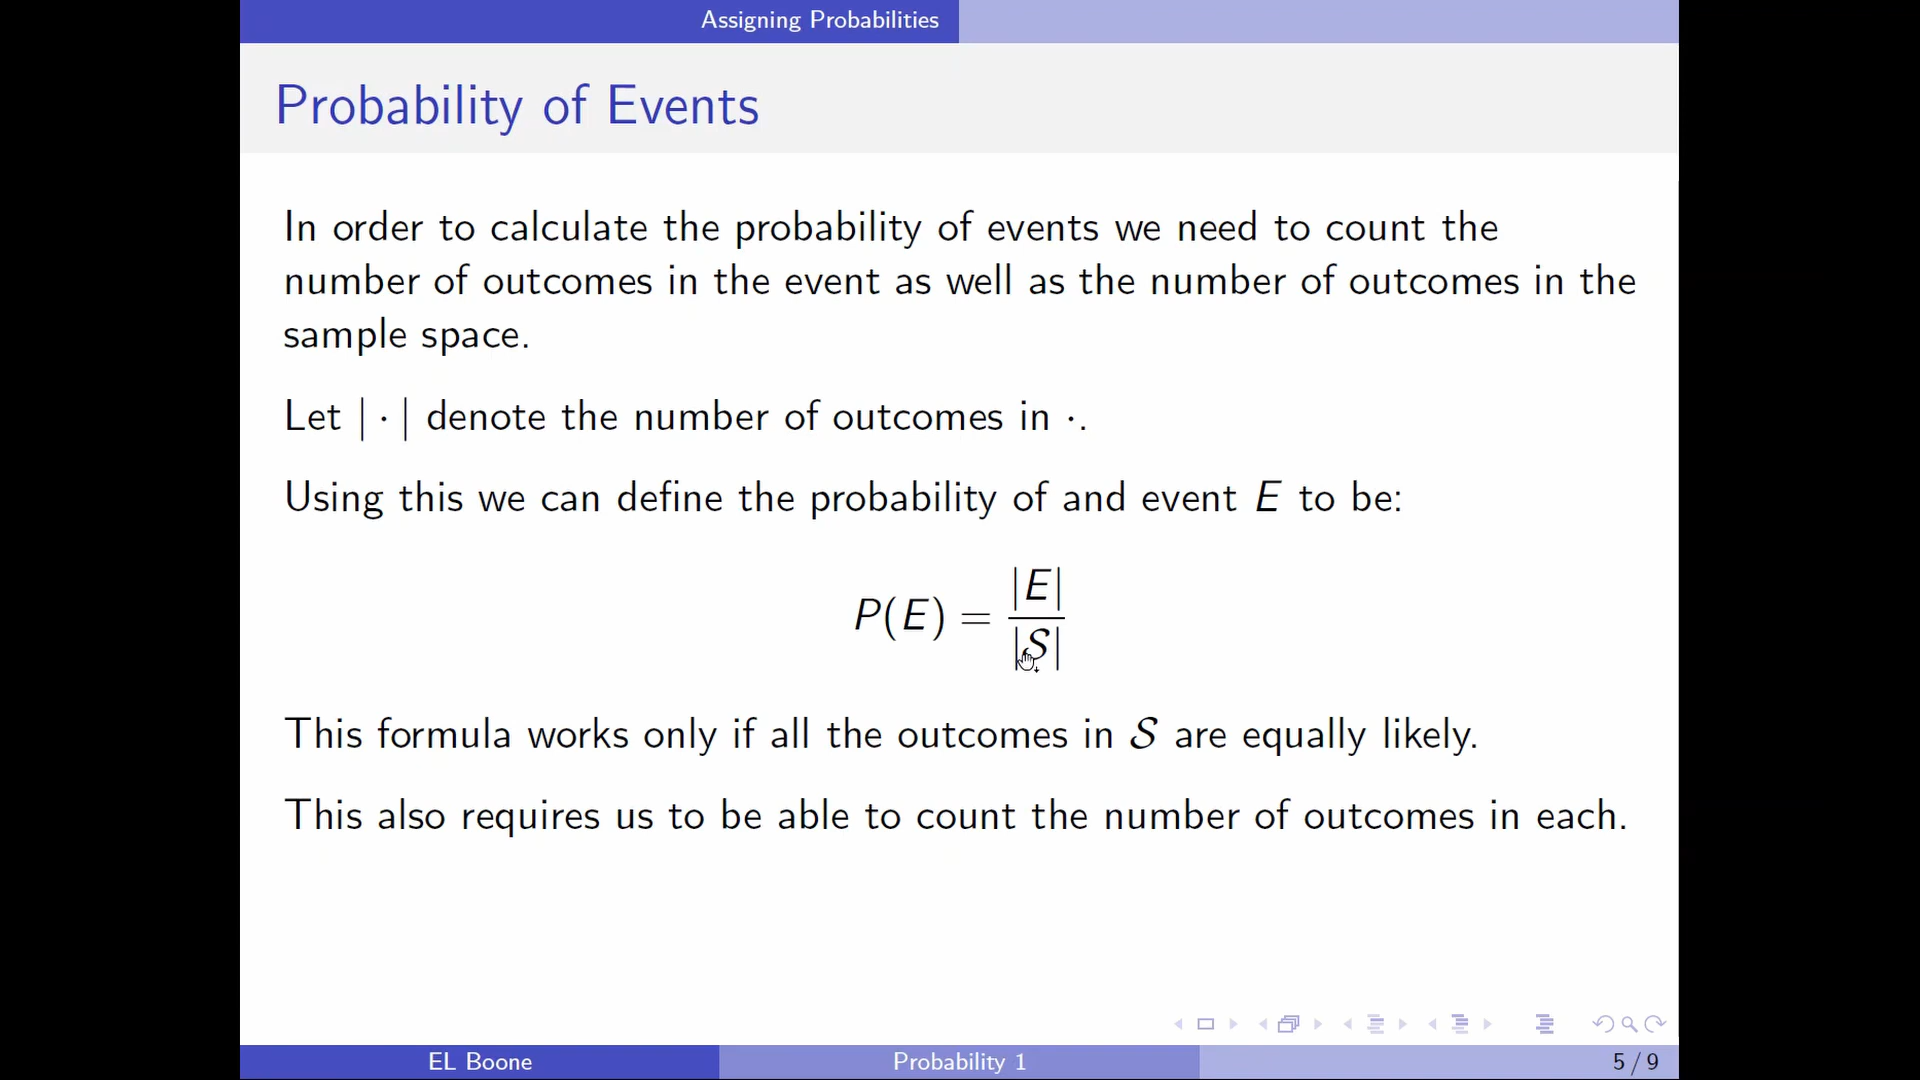 Assigning Probabilities
Probability of Events
In order to calculate the probability of events we need to count the
number of outcomes in the event as well as the number of outcomes in the
sample space.
Let | · | denote the number of outcomes in ·.
Using this we can define the probability of and event E to be:
P(E) = |E| / |𝒮|
This formula works only if all the outcomes in 𝒮 are equally likely.
This also requires us to be able to count the number of outcomes in each.
EL Boone
Probability 1
5 / 9